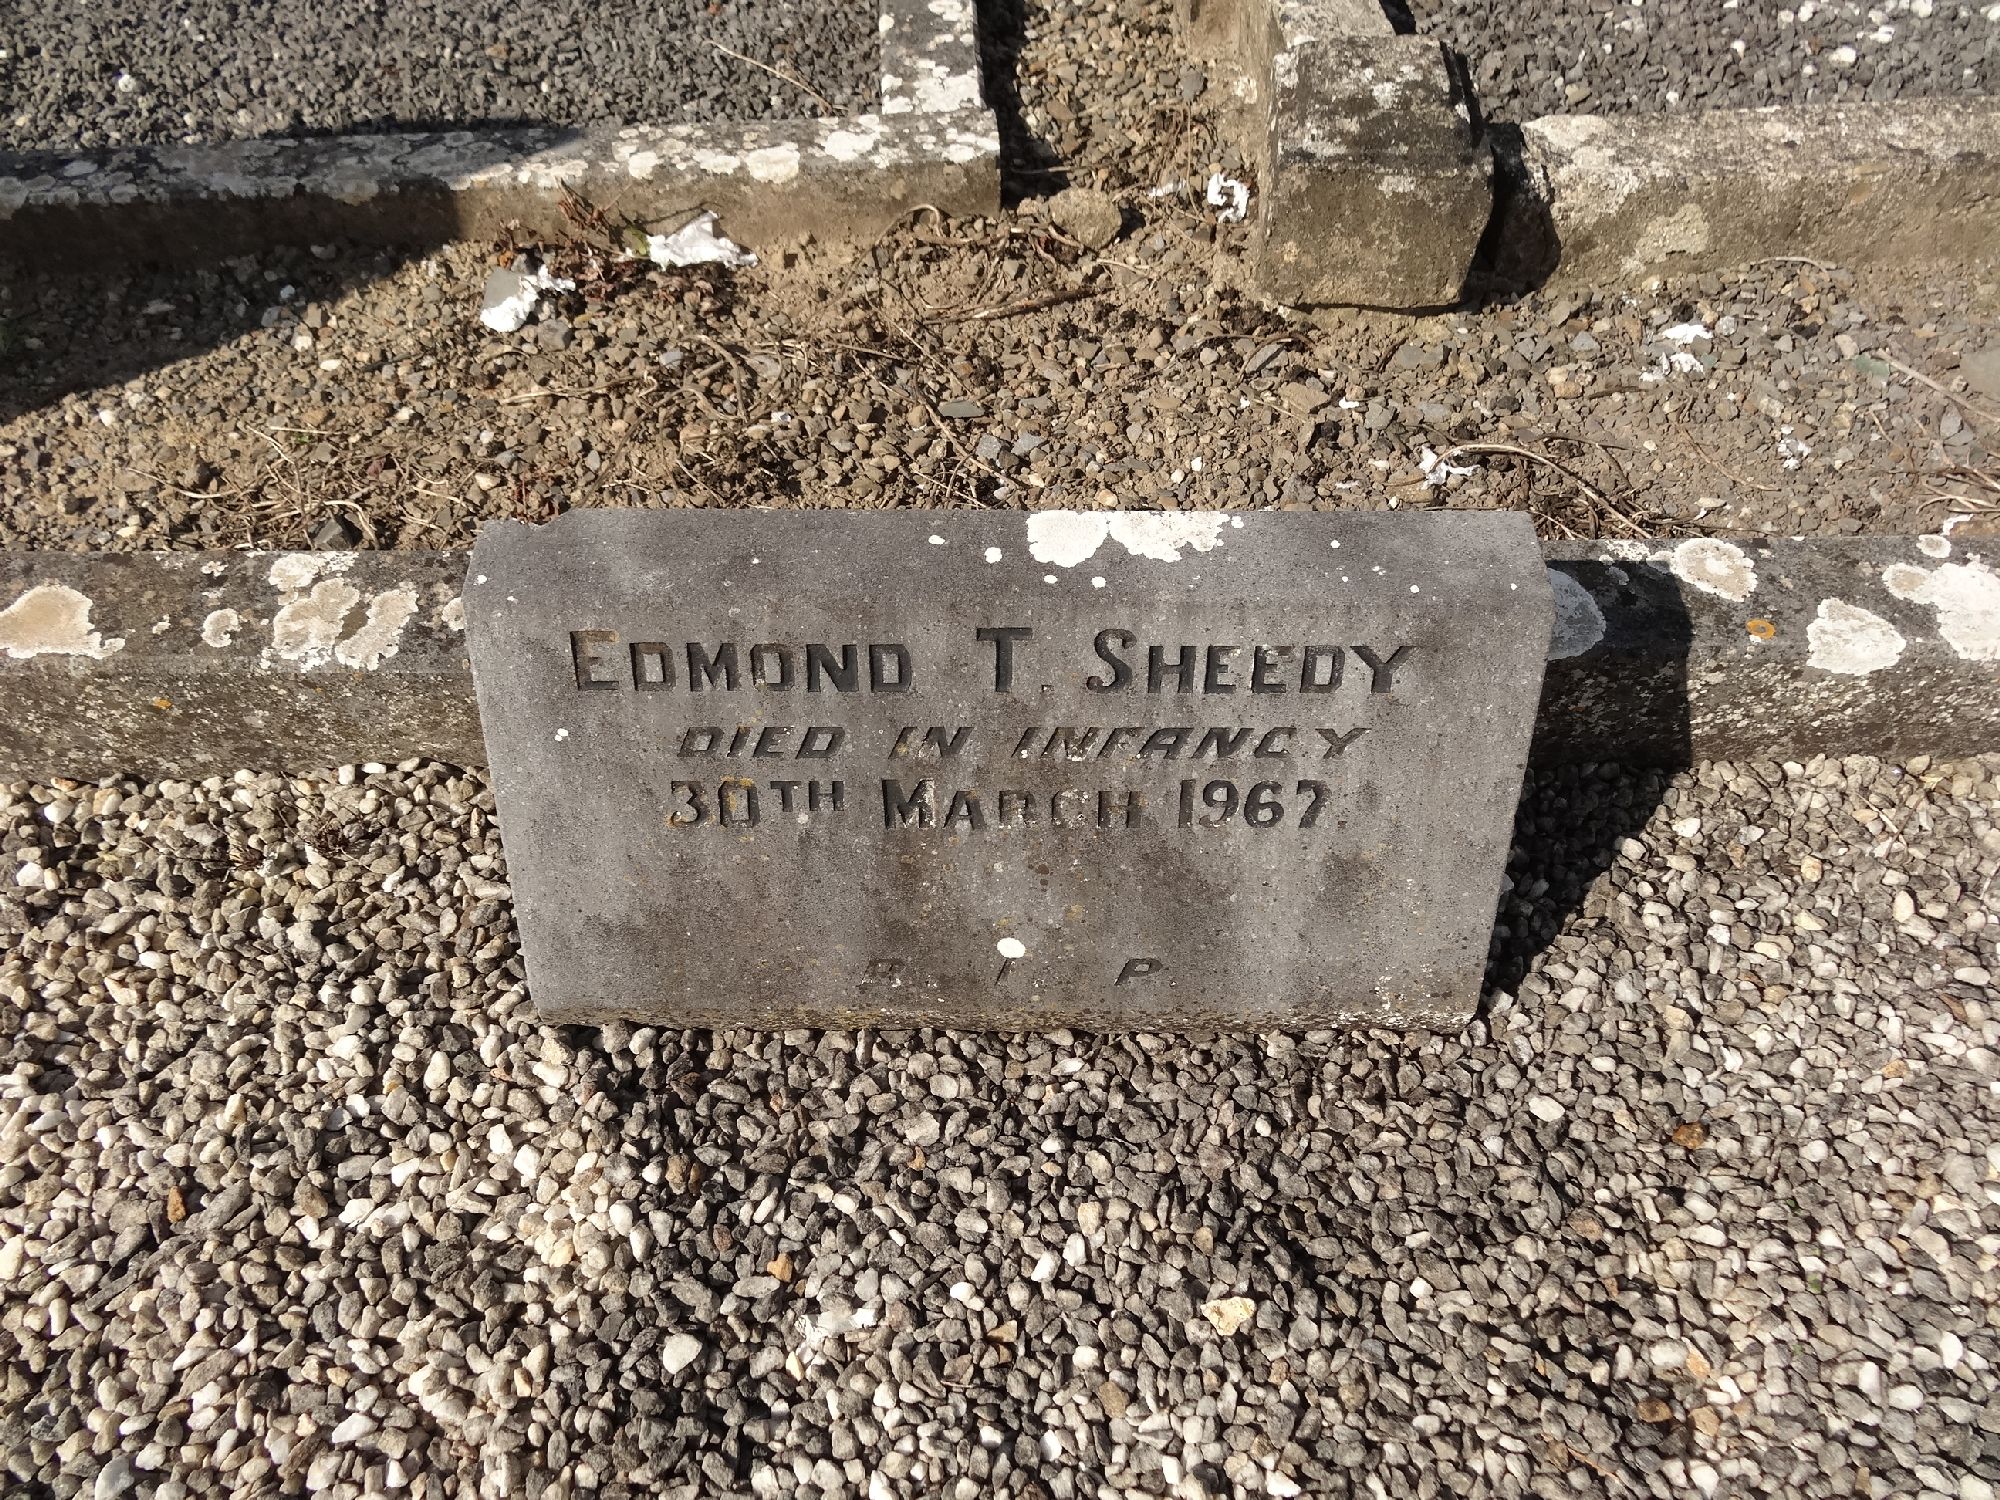 EDMOND T. SHEEDY
DIED IN INFANCY
30TH MARCH 1967.
R. I. P.